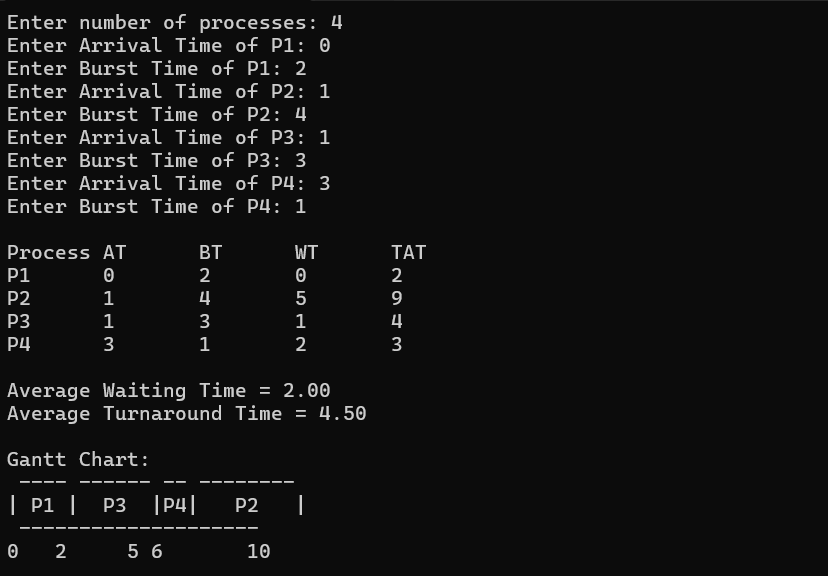 Enter number of processes: 4
Enter Arrival Time of P1: 0
Enter Burst Time of P1: 2
Enter Arrival Time of P2: 1
Enter Burst Time of P2: 4
Enter Arrival Time of P3: 1
Enter Burst Time of P3: 3
Enter Arrival Time of P4: 3
Enter Burst Time of P4: 1

Process AT      BT      WT      TAT
P1      0       2       0       2
P2      1       4       5       9
P3      1       3       1       4
P4      3       1       2       3

Average Waiting Time = 2.00
Average Turnaround Time = 4.50

Gantt Chart:
 ---- ------ -- --------
| P1 |  P3  |P4|   P2   |
 --------------------
0   2     5 6       10